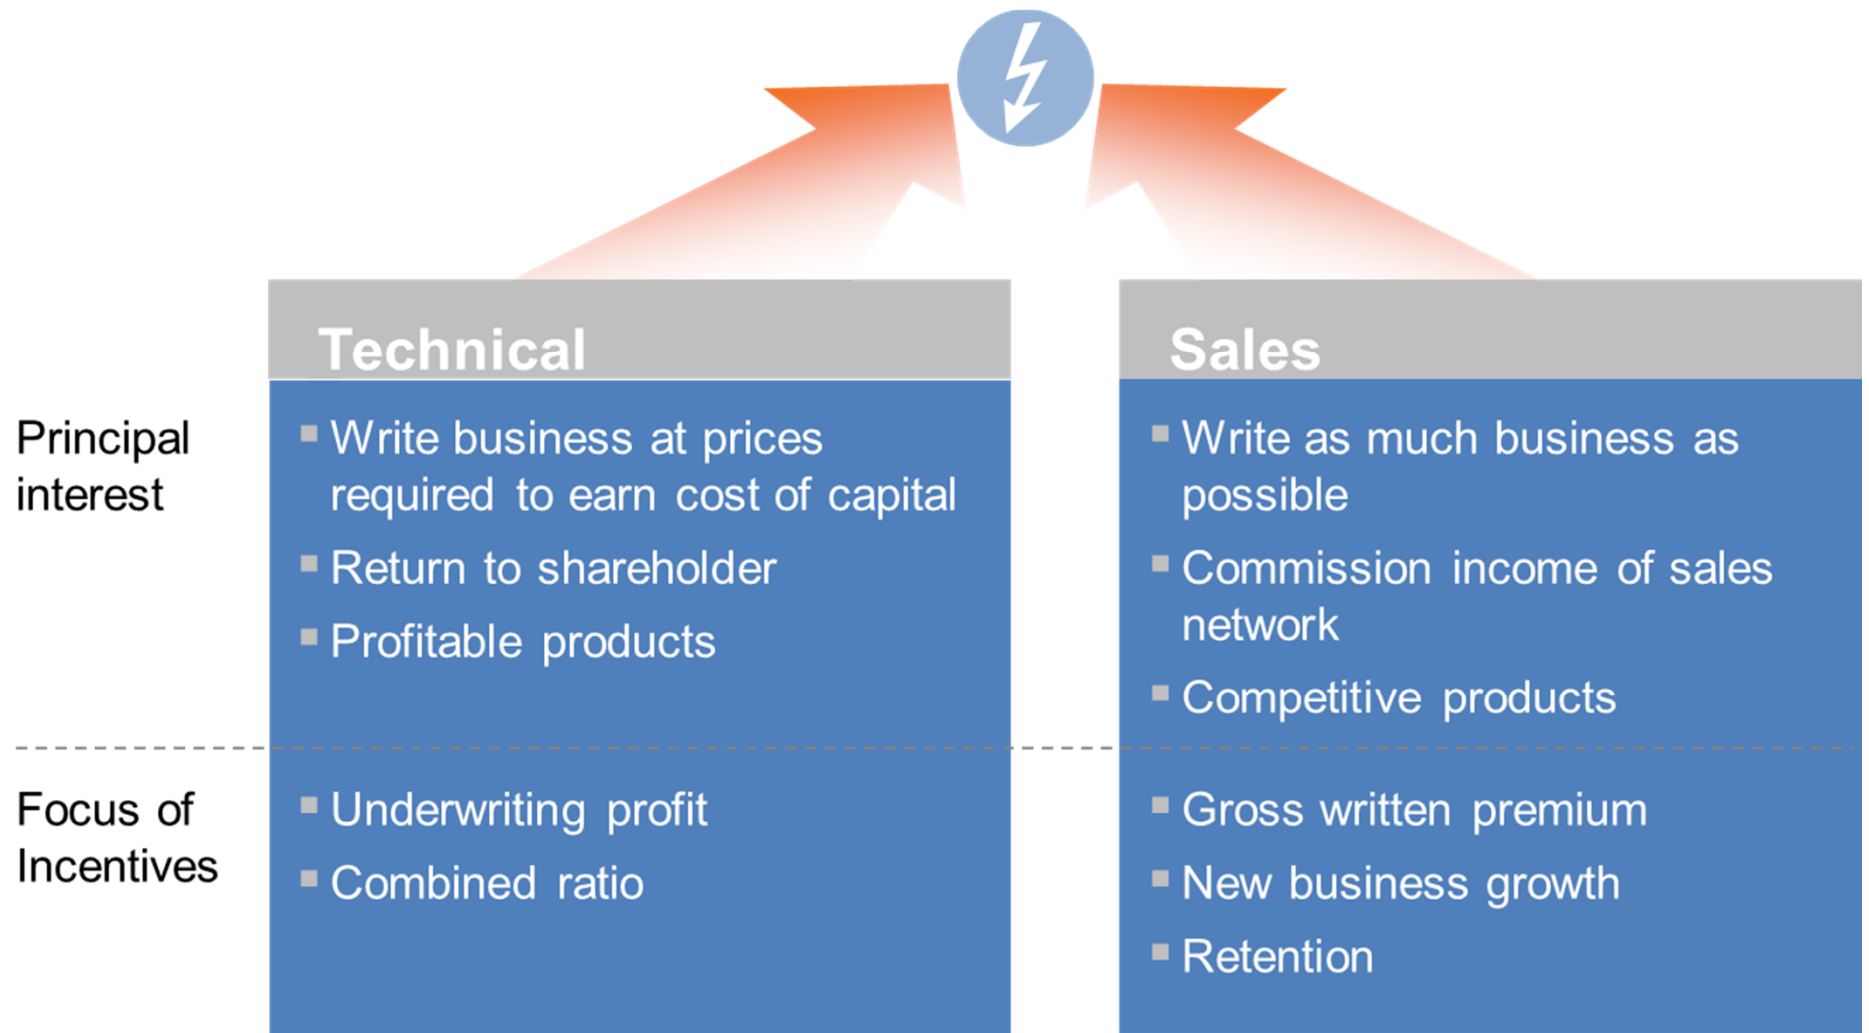 Technical
Sales
Principal
interest
Write business at prices
required to earn cost of capital
Return to shareholder
Profitable products
Write as much business as
possible
Commission income of sales
network
Competitive products
Focus of
Incentives
Underwriting profit
Combined ratio
Gross written premium
New business growth
Retention